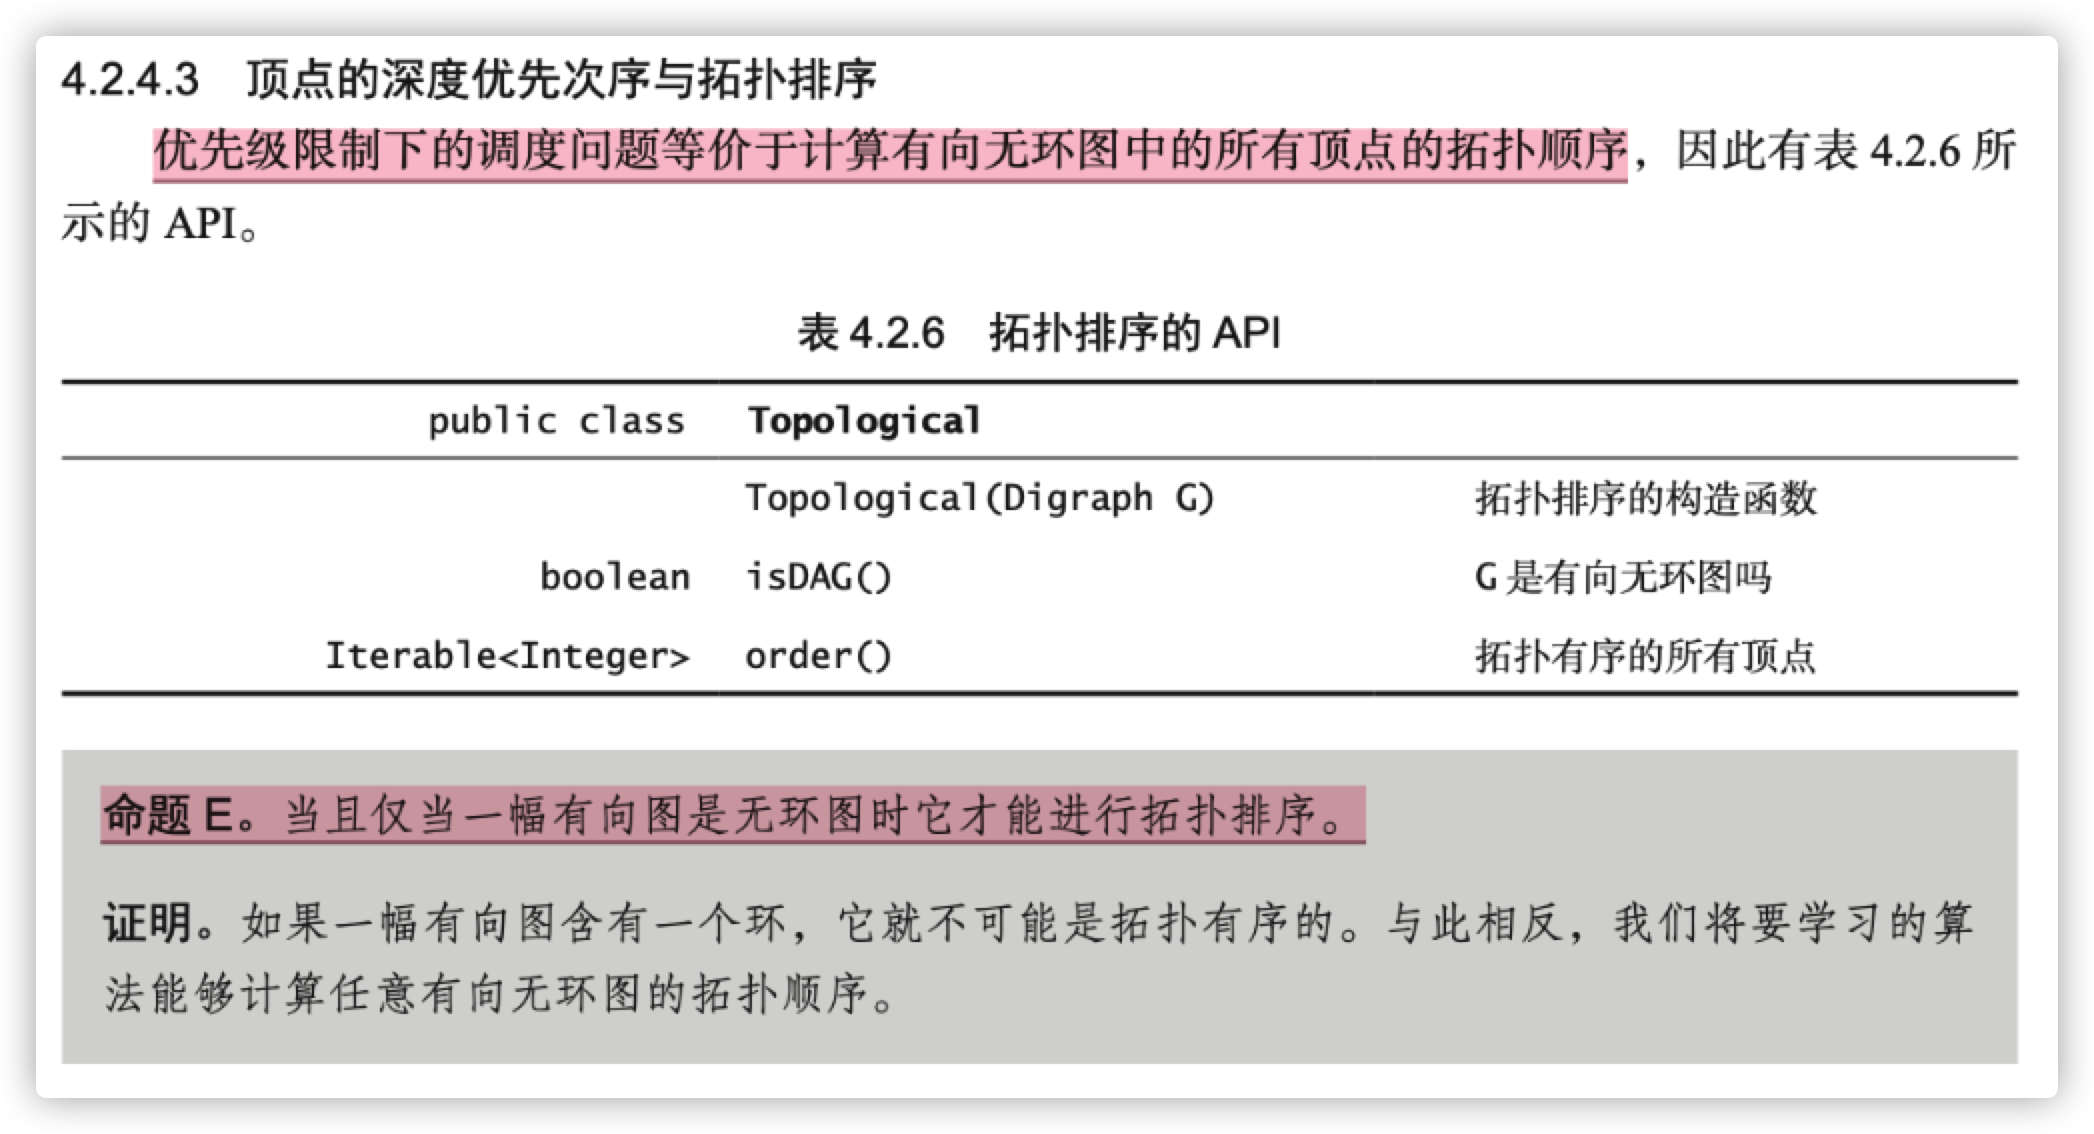 4.2.4.3 顶点的深度优先次序与拓扑排序
优先级限制下的调度问题等价于计算有向无环图中的所有顶点的拓扑顺序，因此有表 4.2.6 所
示的 API。
表 4.2.6 拓扑排序的 API
public class Topological
Topological(Digraph G) 拓扑排序的构造函数
boolean isDAG() G 是有向无环图吗
Iterable<Integer> order() 拓扑有序的所有顶点
命题 E。当且仅当一幅有向图是无环图时它才能进行拓扑排序。
证明。如果一幅有向图含有一个环，它就不可能是拓扑有序的。与此相反，我们将要学习的算
法能够计算任意有向无环图的拓扑顺序。